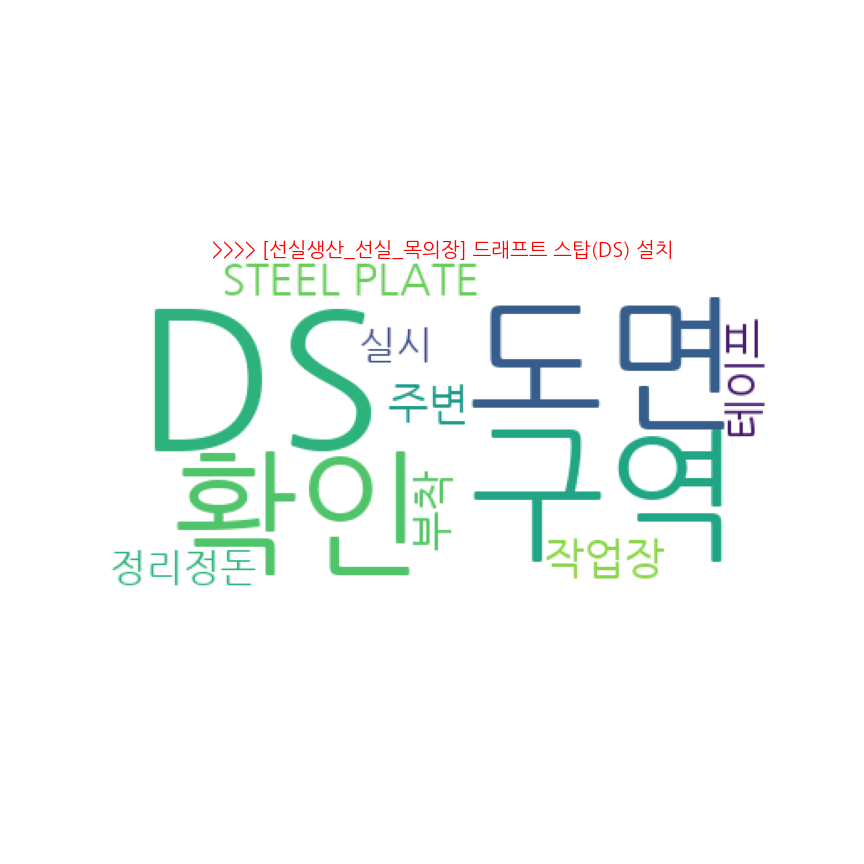 >>>> [선실생산_선실_목의장] 드래프트 스탑(DS) 설치
STEEL PLATE
DS
실시
도면
테이프
주변
확인
부착
구역
정리정돈
작업장